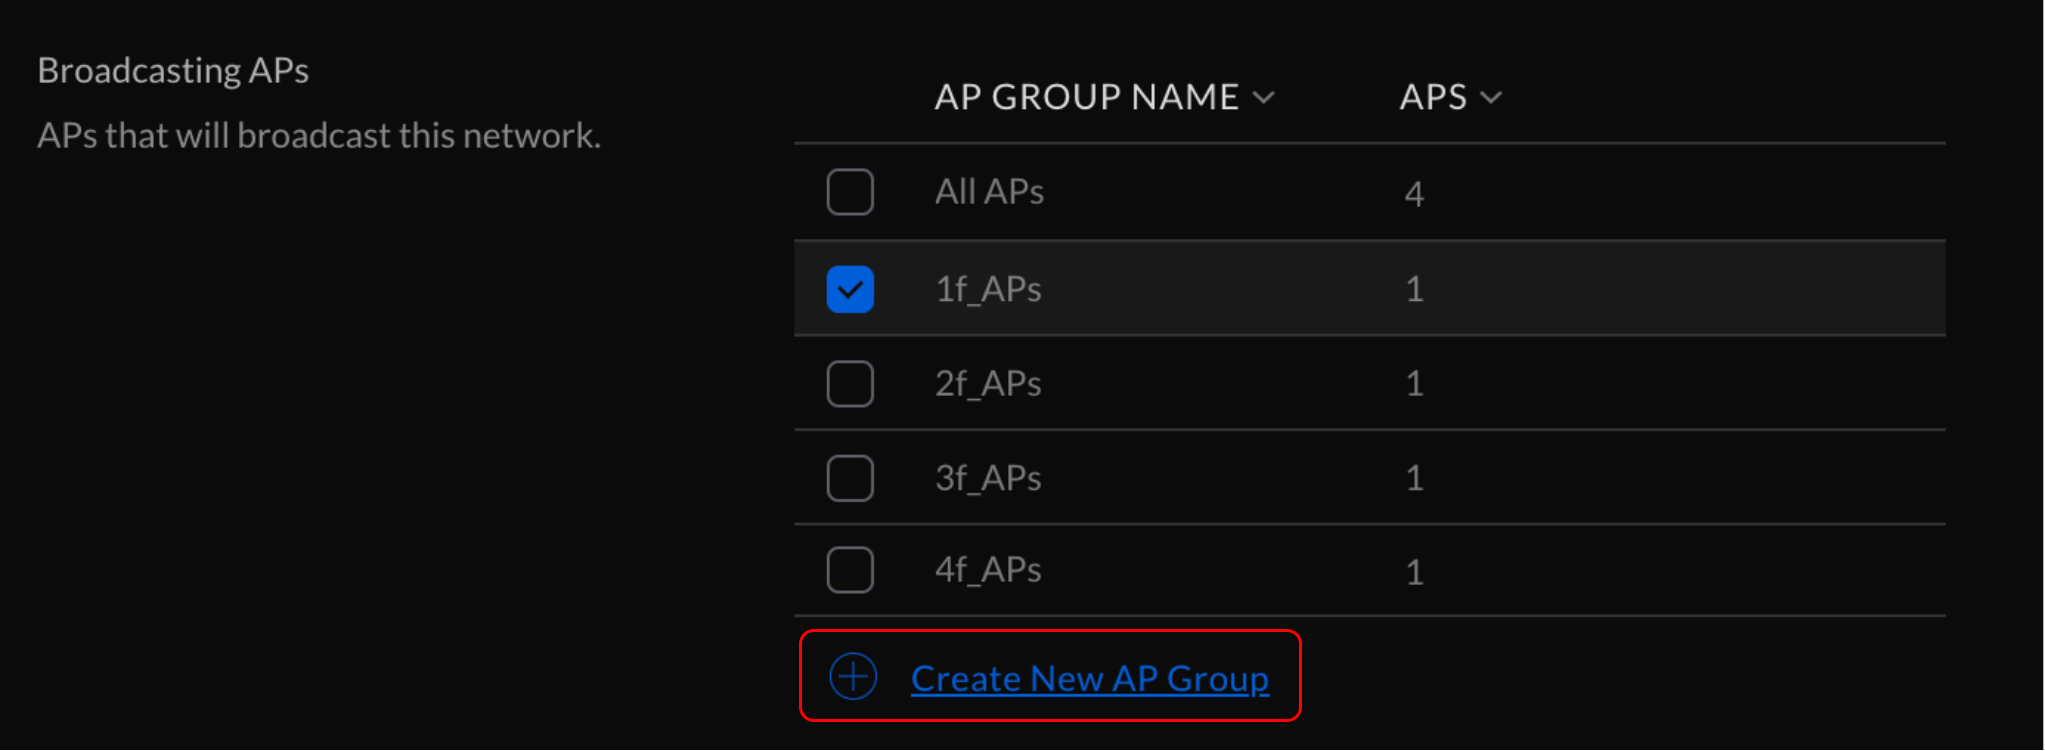 Broadcasting APs
APs that will broadcast this network.
AP GROUP NAME APS
All APs 4
1f_APs 1
2f_APs 1
3f_APs 1
4f_APs 1
Create New AP Group